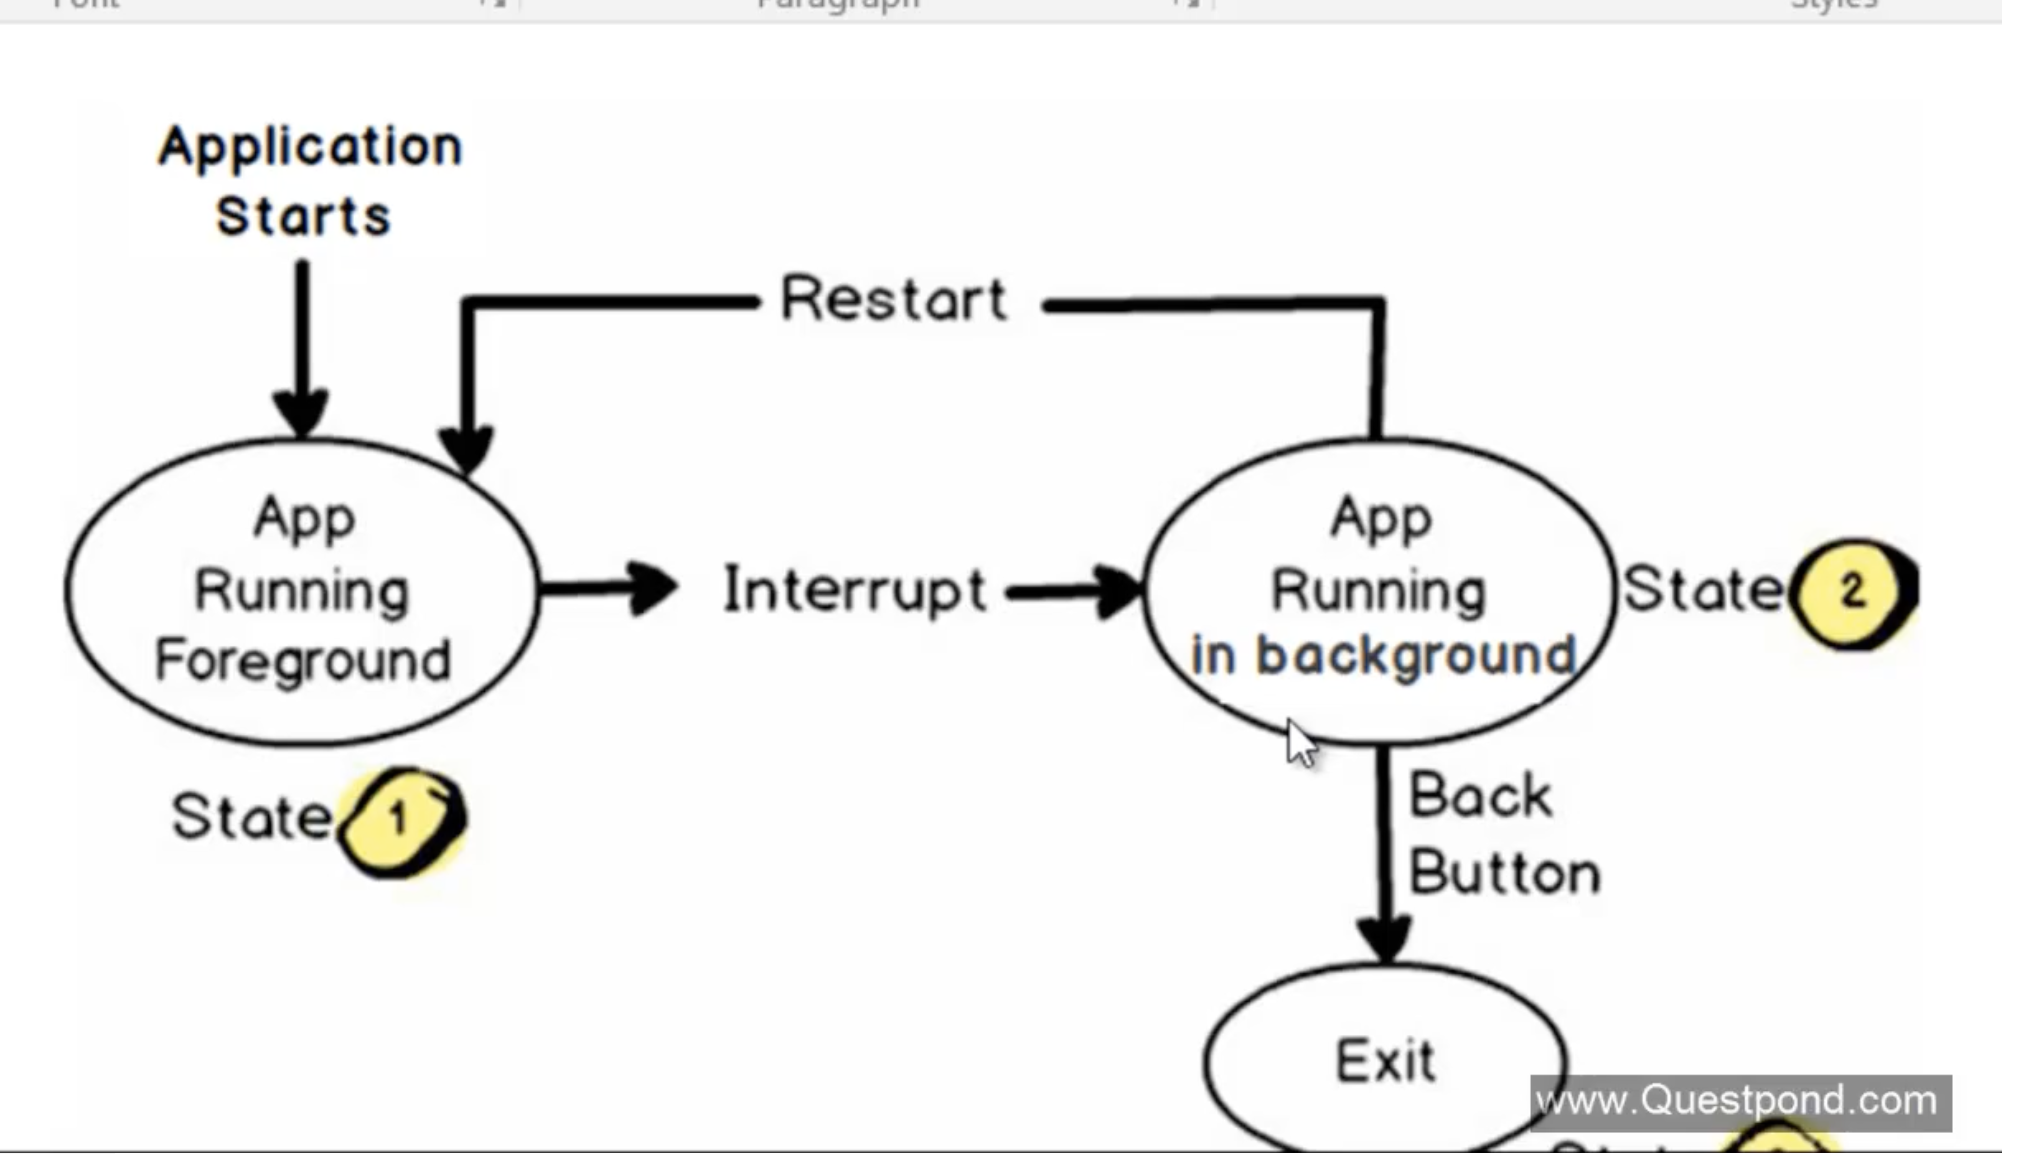 Font
Paragraph
Styles
Application
Starts
Restart
App
Running
Foreground
Interrupt
App
Running
in background
State 2
State 1
Back
Button
Exit
www.Questpond.com